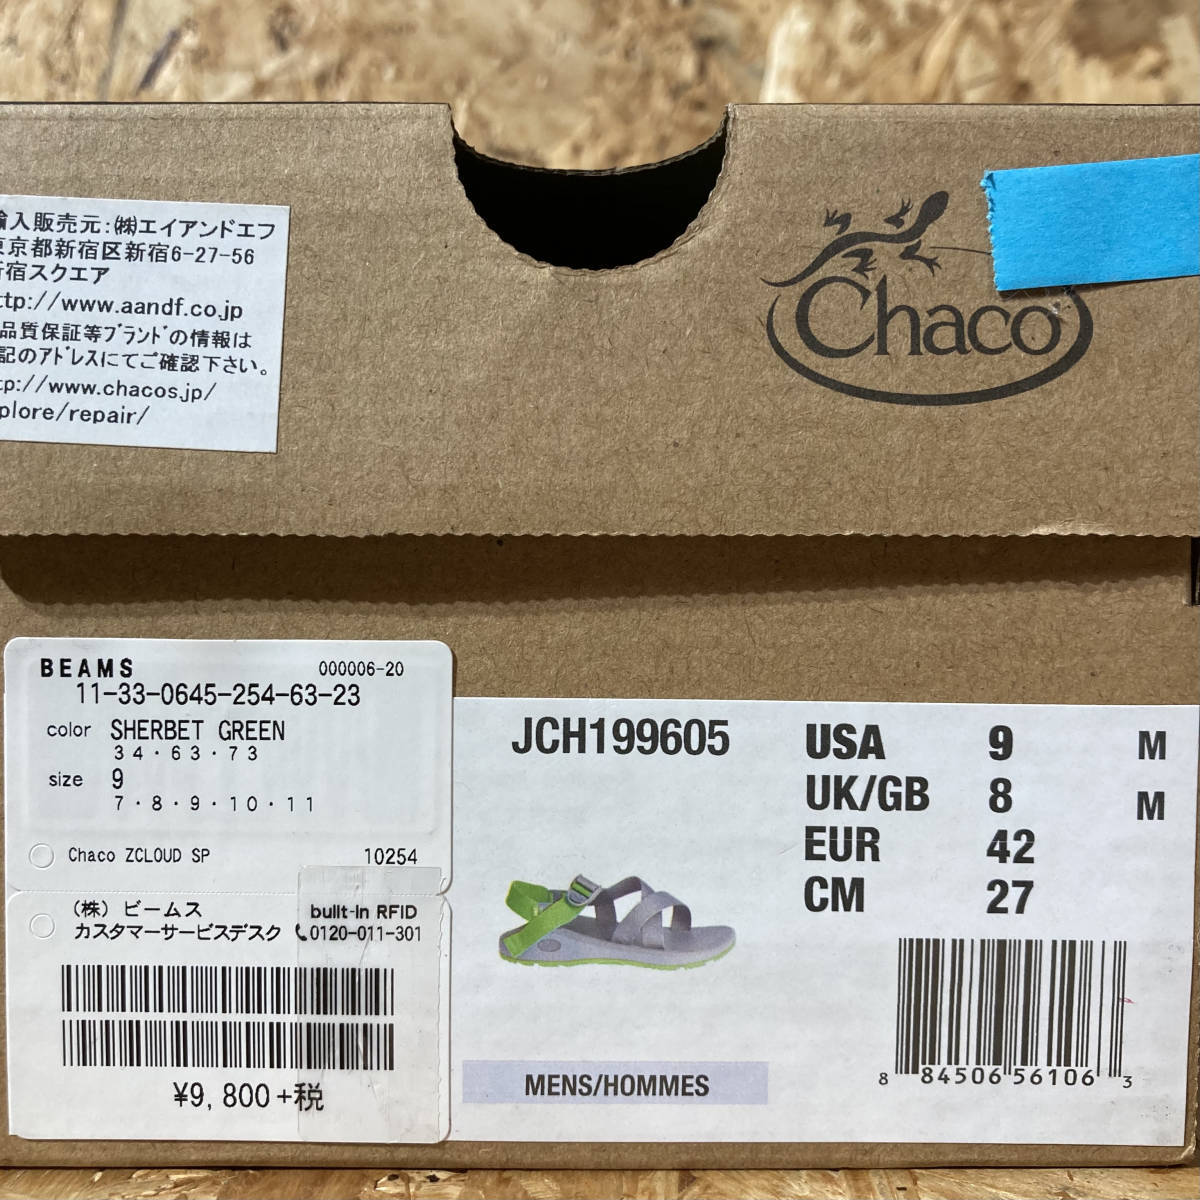 輸入販売元:㈱エイアンドエフ
東京都新宿区新宿6-27-56
新宿スクエア
http://www.aandf.co.jp
品質保証等ﾌﾞﾗﾝﾄﾞの情報は
記のｱﾄﾞﾚｽにてご確認下さい。
tp://www.chacos.jp/
plore/repair/
Chaco
BEAMS 000006-20
11-33-0645-254-63-23
color SHERBET GREEN
34・63・73
size 9
7・8・9・10・11
Chaco ZCLOUD SP 10254
(株) ビームス built-in RFID
カスタマーサービスデスク 0120-011-301
¥9,800+税
JCH199605
USA 9 M
UK/GB 8 M
EUR 42
CM 27
MENS/HOMMES
8 84506 56106 3